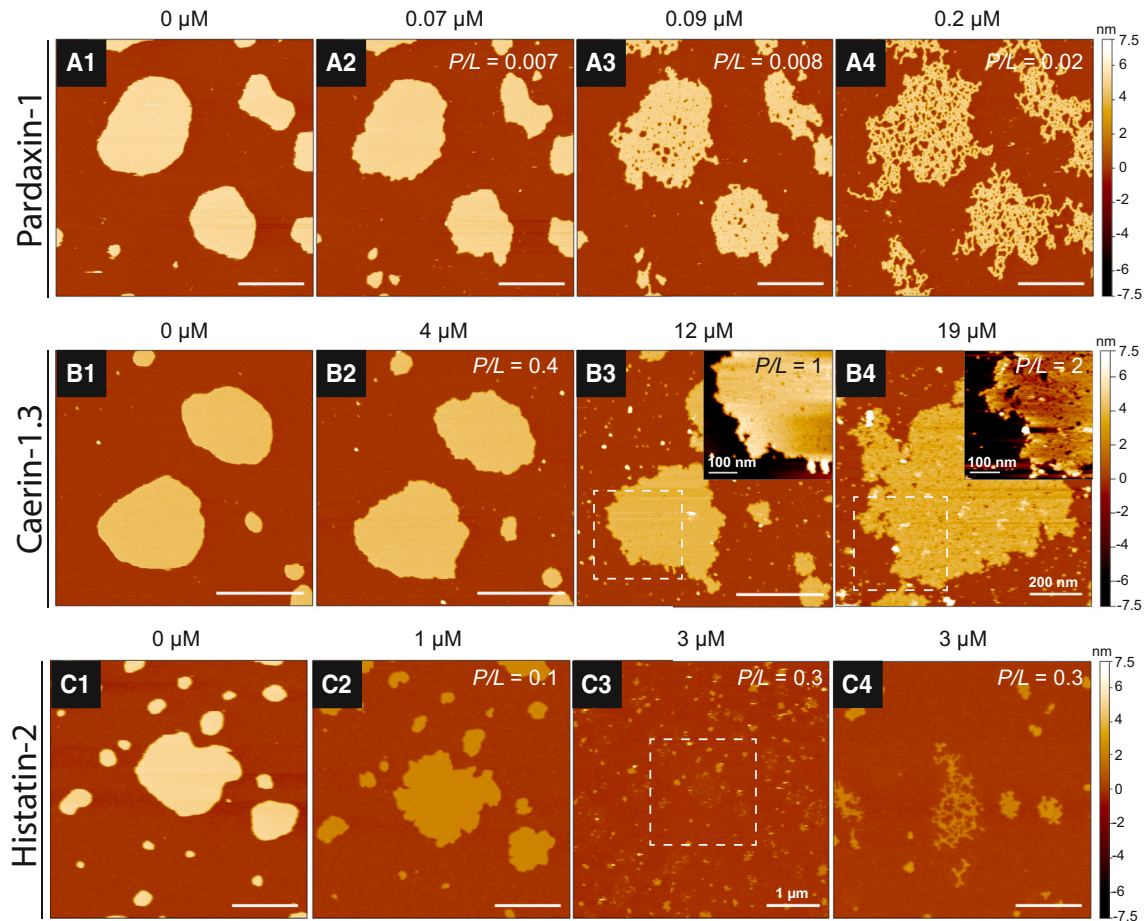 0 µM 0.07 µM 0.09 µM 0.2 µM
nm
Pardaxin-1
A1 A2 P/L = 0.007 A3 P/L = 0.008 A4 P/L = 0.02
7.5
6
4
2
0
-2
-4
-6
-7.5
0 µM 4 µM 12 µM 19 µM
nm
Caerin-1.3
B1 B2 P/L = 0.4 B3 P/L = 1 B4 P/L = 2
100 nm 100 nm
200 nm
7.5
6
4
2
0
-2
-4
-6
-7.5
0 µM 1 µM 3 µM 3 µM
nm
Histatin-2
C1 C2 P/L = 0.1 C3 P/L = 0.3 C4 P/L = 0.3
1 µm
7.5
6
4
2
0
-2
-4
-6
-7.5